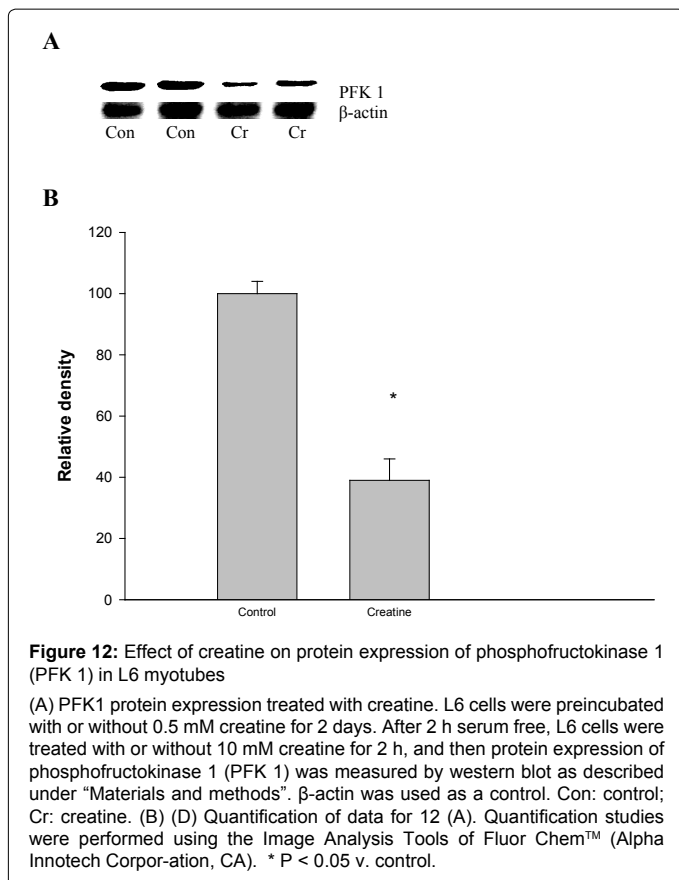 A
PFK 1
β-actin
Con Con Cr Cr
B
120
100
80
60
40
20
0
Relative density
*
Control Creatine
Figure 12: Effect of creatine on protein expression of phosphofructokinase 1
(PFK 1) in L6 myotubes
(A) PFK1 protein expression treated with creatine. L6 cells were preincubated
with or without 0.5 mM creatine for 2 days. After 2 h serum free, L6 cells were
treated with or without 10 mM creatine for 2 h, and then protein expression of
phosphofructokinase 1 (PFK 1) was measured by western blot as described
under “Materials and methods”. β-actin was used as a control. Con: control;
Cr: creatine. (B) (D) Quantification of data for 12 (A). Quantification studies
were performed using the Image Analysis Tools of Fluor Chem™ (Alpha
Innotech Corpor-ation, CA). * P < 0.05 v. control.